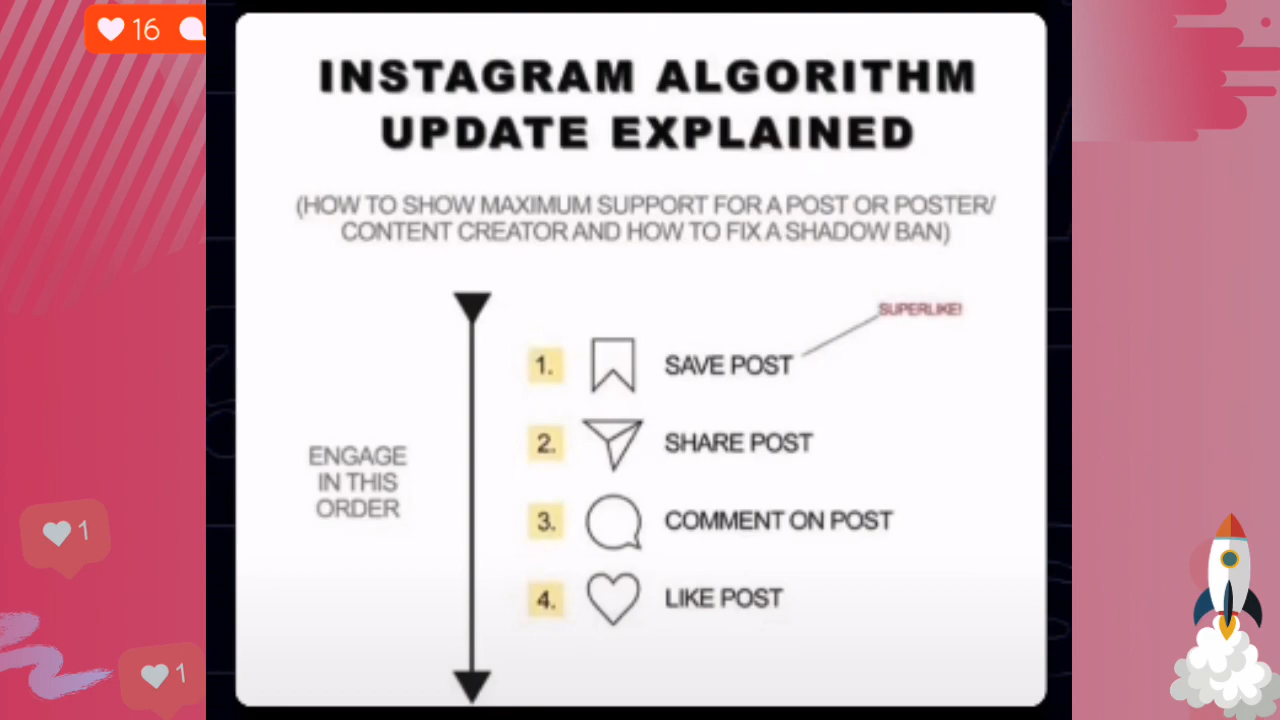 16
INSTAGRAM ALGORITHM
UPDATE EXPLAINED
(HOW TO SHOW MAXIMUM SUPPORT FOR A POST OR POSTER/
CONTENT CREATOR AND HOW TO FIX A SHADOW BAN)
SUPERLIKE!
1. SAVE POST
2. SHARE POST
ENGAGE
IN THIS
ORDER
3. COMMENT ON POST
4. LIKE POST
1
1